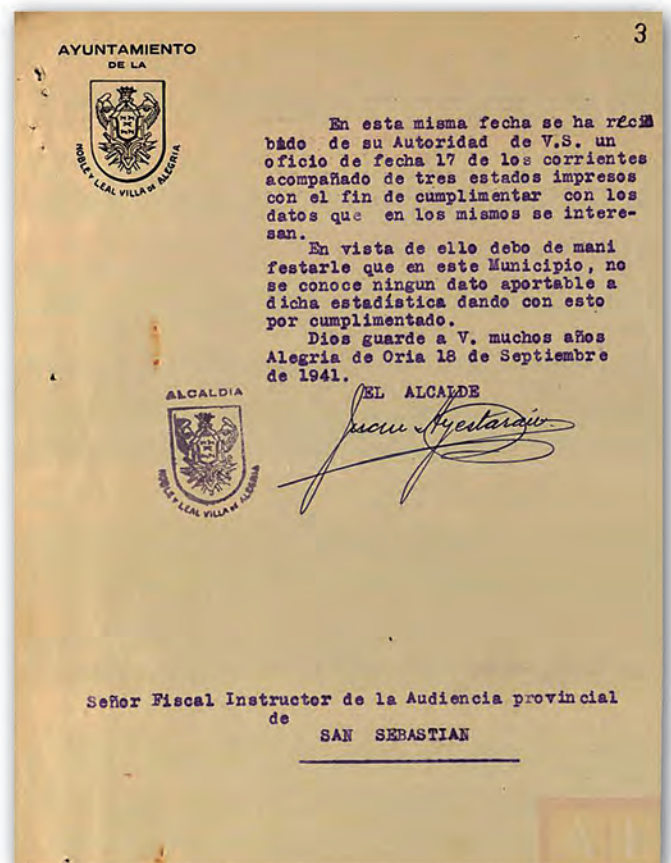 3
AYUNTAMIENTO
DE LA
NOBLE Y LEAL VILLA DE ALEGRIA
En esta misma fecha se ha reci
bido de su Autoridad de V.S. un
oficio de fecha 17 de los corrientes
acompañado de tres estados impresos
con el fin de cumplimentar con los
datos que en los mismos se intere-
san.
En vista de ello debo de mani
festarle que en este Municipio, no
se conoce ningun dato aportable a
dicha estadística dando con esto
por cumplimentado.
Dios guarde a V. muchos años
Alegria de Oria 18 de Septiembre
de 1941.
EL ALCALDE
ALCALDIA
NOBLE Y LEAL VILLA DE ALEGRIA
Juan Ayestarain
Señor Fiscal Instructor de la Audiencia provincial
de
SAN SEBASTIAN